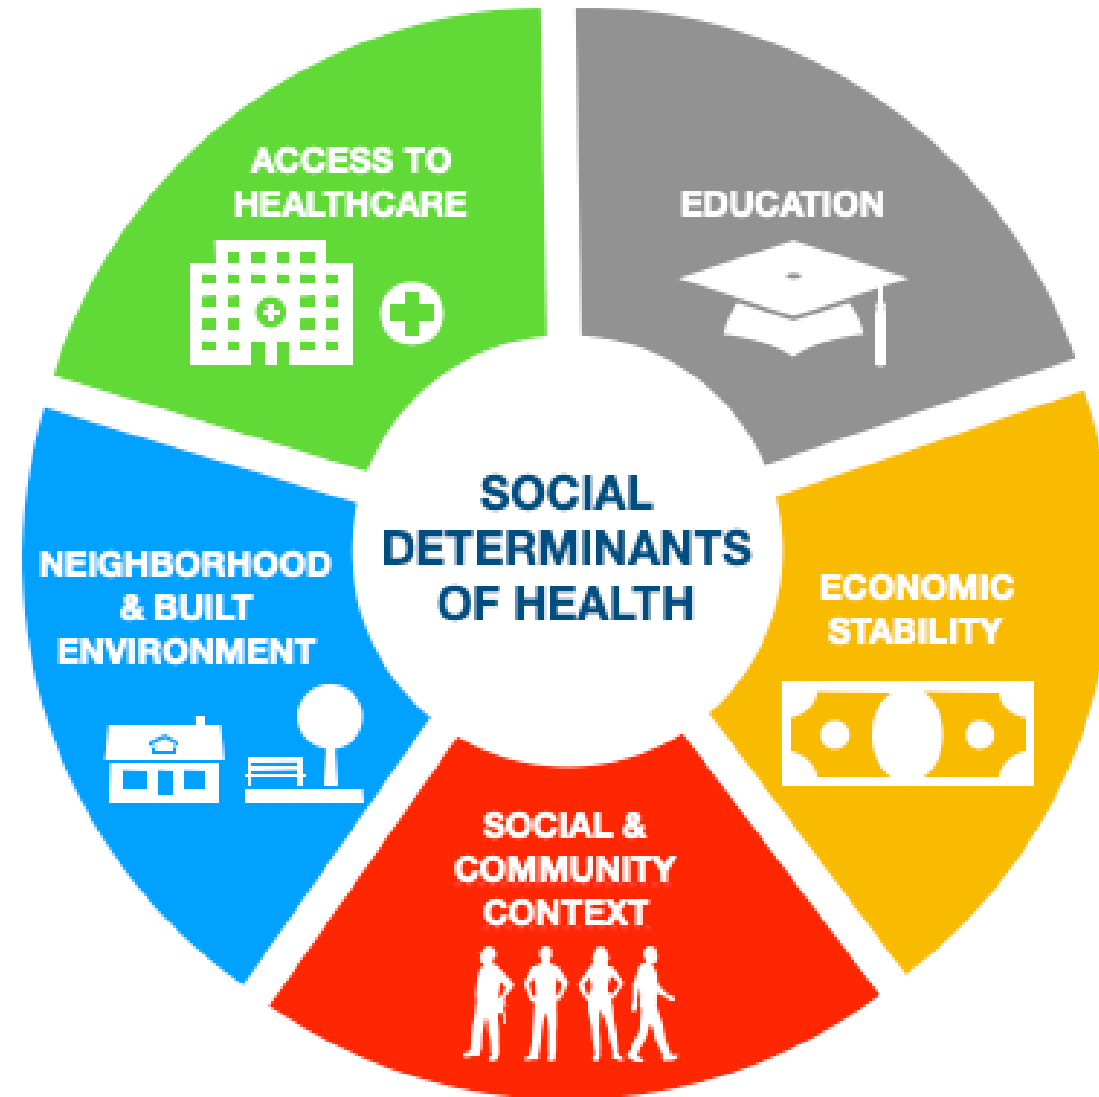 ACCESS TO
HEALTHCARE
EDUCATION
SOCIAL
DETERMINANTS
OF HEALTH
NEIGHBORHOOD
& BUILT
ENVIRONMENT
ECONOMIC
STABILITY
SOCIAL &
COMMUNITY
CONTEXT